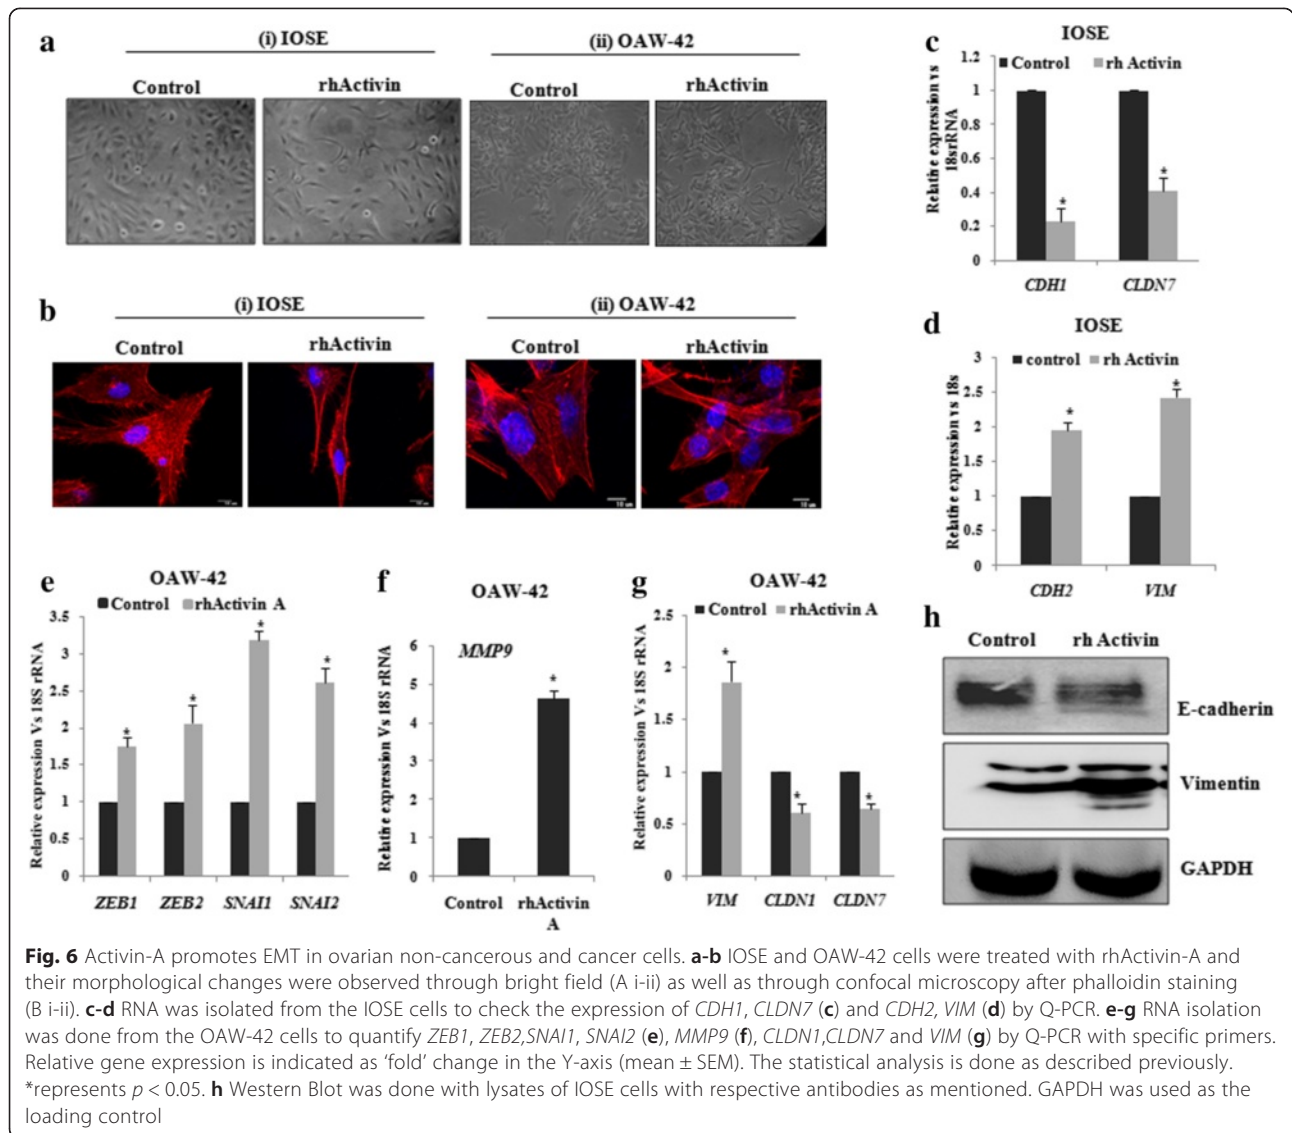 a
(i) IOSE
(ii) OAW-42
Control
rhActivin
Control
rhActivin
b
(i) IOSE
(ii) OAW-42
Control
rhActivin
Control
rhActivin
c
IOSE
Control
rh Activin
Relative expression vs
18srRNA
1.2
1
0.8
0.6
0.4
0.2
0
*
*
CDH1
CLDN7
d
IOSE
control
rh Activin
Relative expression vs 18s
3
2.5
2
1.5
1
0.5
0
*
*
CDH2
VIM
e
OAW-42
Control
rhActivin A
Relative expression Vs 18S rRNA
3.5
3
2.5
2
1.5
1
0.5
0
*
*
*
*
ZEB1
ZEB2
SNAI1
SNAI2
f
OAW-42
MMP9
Relative expression Vs 18S rRNA
6
5
4
3
2
1
0
*
Control
rhActivin
A
g
OAW-42
Control
rhActivin A
Relative expression Vs 18S rRNA
2.5
2
1.5
1
0.5
0
*
*
*
VIM
CLDN1
CLDN7
h
Control
rh Activin
E-cadherin
Vimentin
GAPDH
Fig. 6 Activin-A promotes EMT in ovarian non-cancerous and cancer cells. a-b IOSE and OAW-42 cells were treated with rhActivin-A and
their morphological changes were observed through bright field (A i-ii) as well as through confocal microscopy after phalloidin staining
(B i-ii). c-d RNA was isolated from the IOSE cells to check the expression of CDH1, CLDN7 (c) and CDH2, VIM (d) by Q-PCR. e-g RNA isolation
was done from the OAW-42 cells to quantify ZEB1, ZEB2,SNAI1, SNAI2 (e), MMP9 (f), CLDN1,CLDN7 and VIM (g) by Q-PCR with specific primers.
Relative gene expression is indicated as ‘fold’ change in the Y-axis (mean ± SEM). The statistical analysis is done as described previously.
*represents p < 0.05. h Western Blot was done with lysates of IOSE cells with respective antibodies as mentioned. GAPDH was used as the
loading control